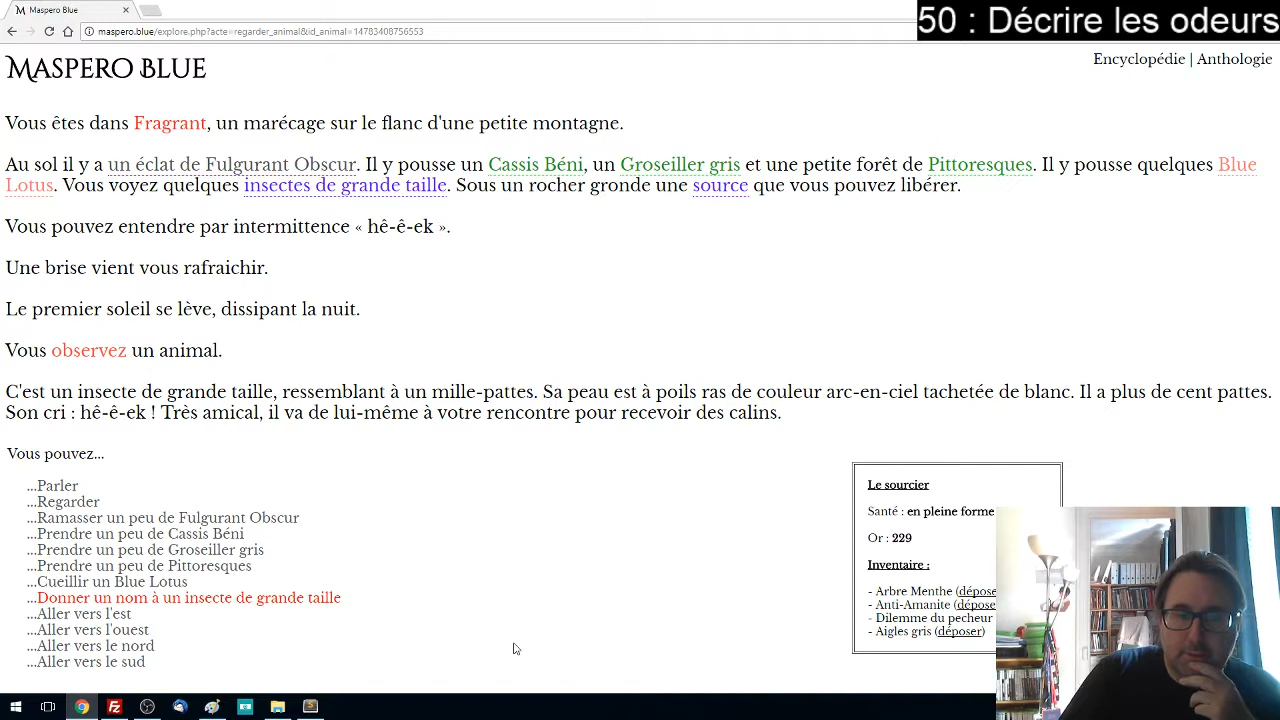 Maspero Blue
50 : Décrire les odeurs
maspero.blue/explore.php?acte=regarder_animal&id_animal=14783408756553
MASPERO BLUE
Encyclopédie | Anthologie
Vous êtes dans Fragrant, un marécage sur le flanc d'une petite montagne.
Au sol il y a un éclat de Fulgurant Obscur. Il y pousse un Cassis Béni, un Groseiller gris et une petite forêt de Pittoresques. Il y pousse quelques Blue
Lotus. Vous voyez quelques insectes de grande taille. Sous un rocher gronde une source que vous pouvez libérer.
Vous pouvez entendre par intermittence « hê-ê-ek ».
Une brise vient vous rafraichir.
Le premier soleil se lève, dissipant la nuit.
Vous observez un animal.
C'est un insecte de grande taille, ressemblant à un mille-pattes. Sa peau est à poils ras de couleur arc-en-ciel tachetée de blanc. Il a plus de cent pattes.
Son cri : hê-ê-ek ! Très amical, il va de lui-même à votre rencontre pour recevoir des calins.
Vous pouvez...
...Parler
...Regarder
...Ramasser un peu de Fulgurant Obscur
...Prendre un peu de Cassis Béni
...Prendre un peu de Groseiller gris
...Prendre un peu de Pittoresques
...Cueillir un Blue Lotus
...Donner un nom à un insecte de grande taille
...Aller vers l'est
...Aller vers l'ouest
...Aller vers le nord
...Aller vers le sud
Le sourcier
Santé : en pleine forme
Or : 229
Inventaire :
- Arbre Menthe (dépose
- Anti-Amanite (dépose
- Dilemme du pecheur
- Aigles gris (déposer)